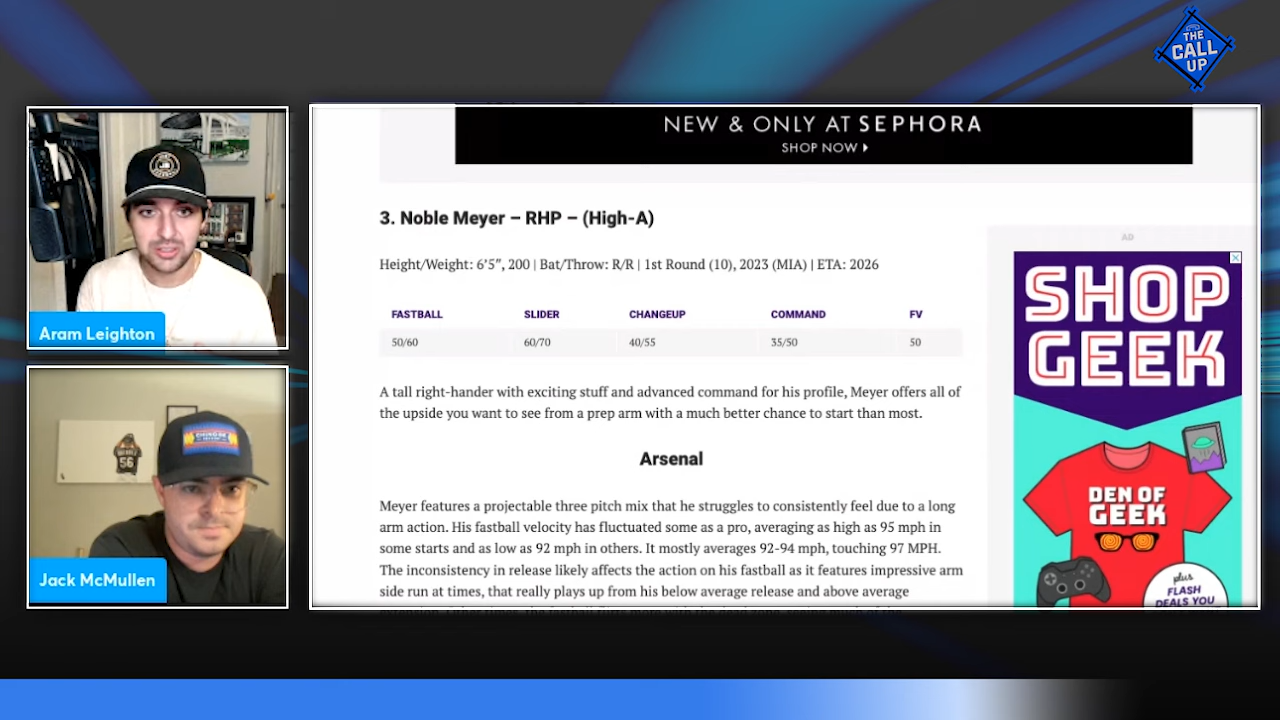 THE
CALL
UP
NEW & ONLY AT SEPHORA
SHOP NOW
3. Noble Meyer – RHP – (High-A)
Height/Weight: 6’5″, 200 | Bat/Throw: R/R | 1st Round (10), 2023 (MIA) | ETA: 2026
FASTBALL SLIDER CHANGEUP COMMAND FV
50/60 60/70 40/55 35/50 50
A tall right-hander with exciting stuff and advanced command for his profile, Meyer offers all of
the upside you want to see from a prep arm with a much better chance to start than most.
Arsenal
Meyer features a projectable three pitch mix that he struggles to consistently feel due to a long
arm action. His fastball velocity has fluctuated some as a pro, averaging as high as 95 mph in
some starts and as low as 92 mph in others. It mostly averages 92-94 mph, touching 97 MPH.
The inconsistency in release likely affects the action on his fastball as it features impressive arm
side run at times, that really plays up from his below average release and above average
AD
SHOP
GEEK
DEN OF
GEEK
plus
FLASH
DEALS YOU
Aram Leighton
56
Jack McMullen